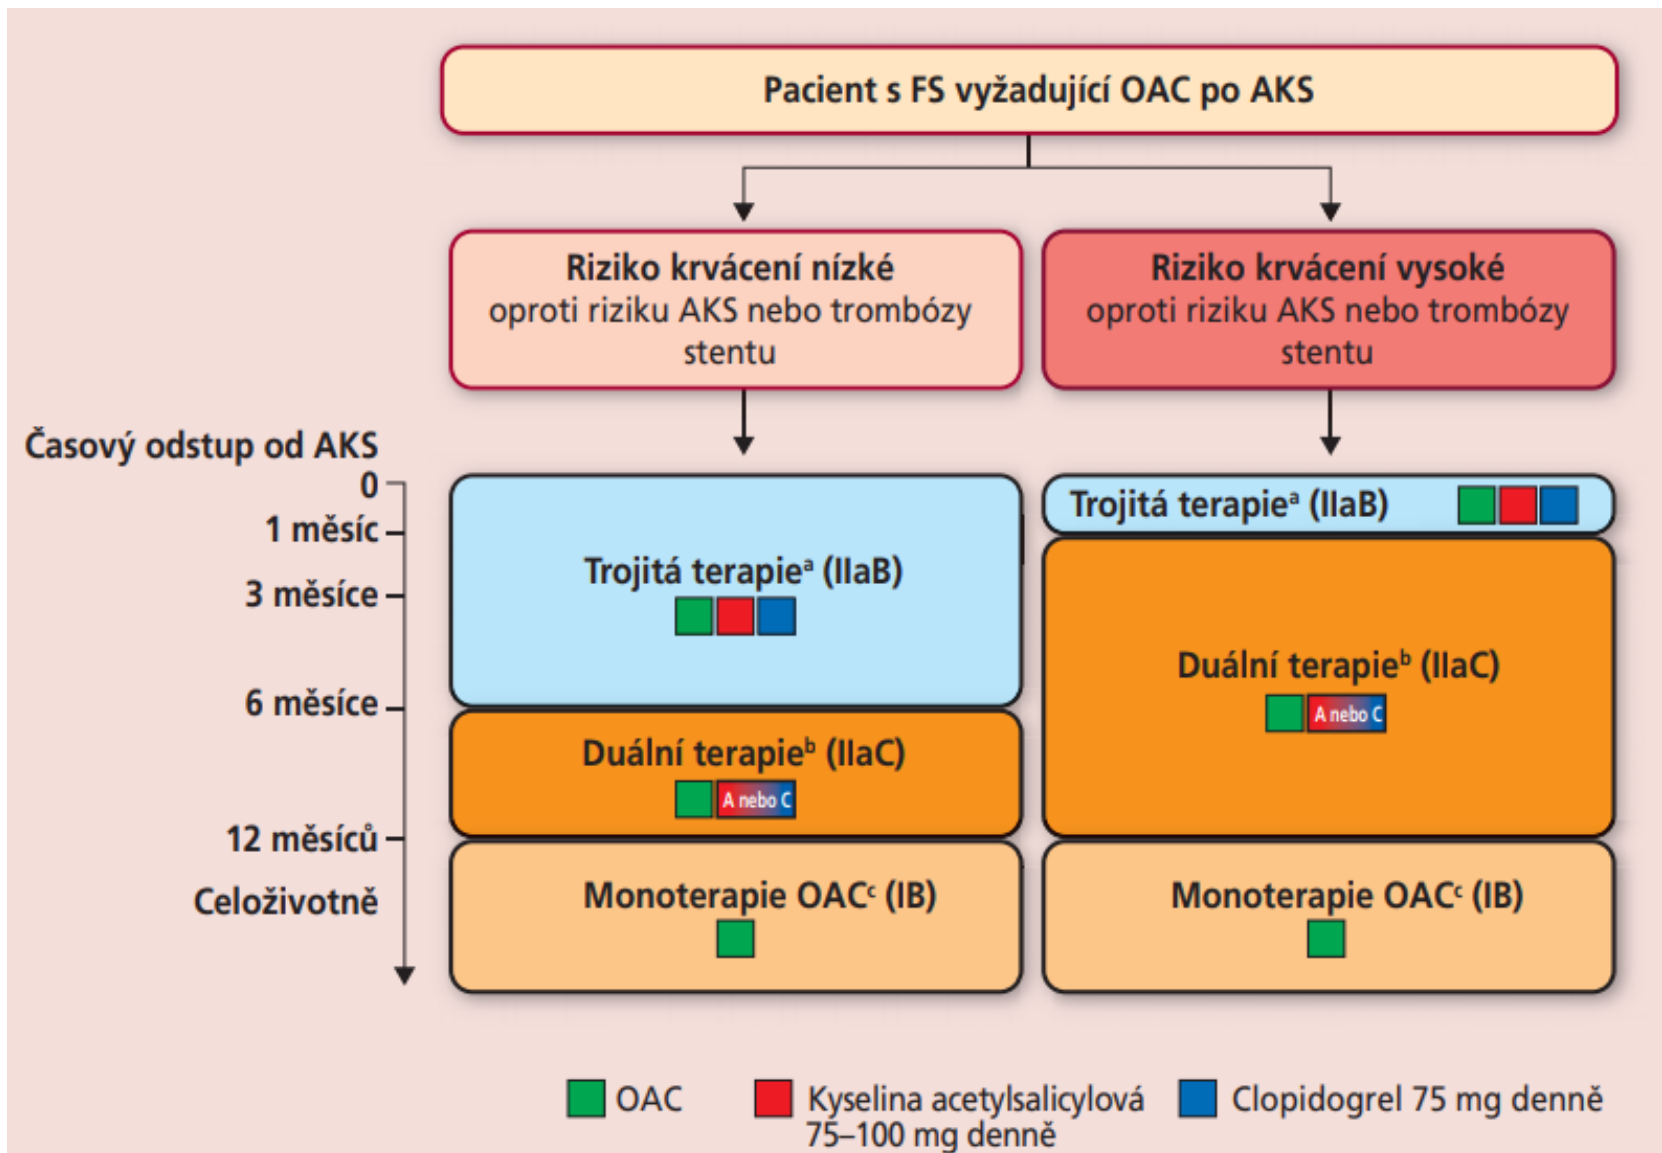 Pacient s FS vyžadující OAC po AKS
Riziko krvácení nízké
oproti riziku AKS nebo trombózy
stentu
Riziko krvácení vysoké
oproti riziku AKS nebo trombózy
stentu
Časový odstup od AKS
0
1 měsíc
3 měsíce
6 měsíce
12 měsíců
Celoživotně
Trojitá terapieᵃ (IIaB)
Duální terapieᵇ (IIaC)
A nebo C
Monoterapie OACᶜ (IB)
Trojitá terapieᵃ (IIaB)
Duální terapieᵇ (IIaC)
A nebo C
Monoterapie OACᶜ (IB)
OAC
Kyselina acetylsalicylová
75–100 mg denně
Clopidogrel 75 mg denně